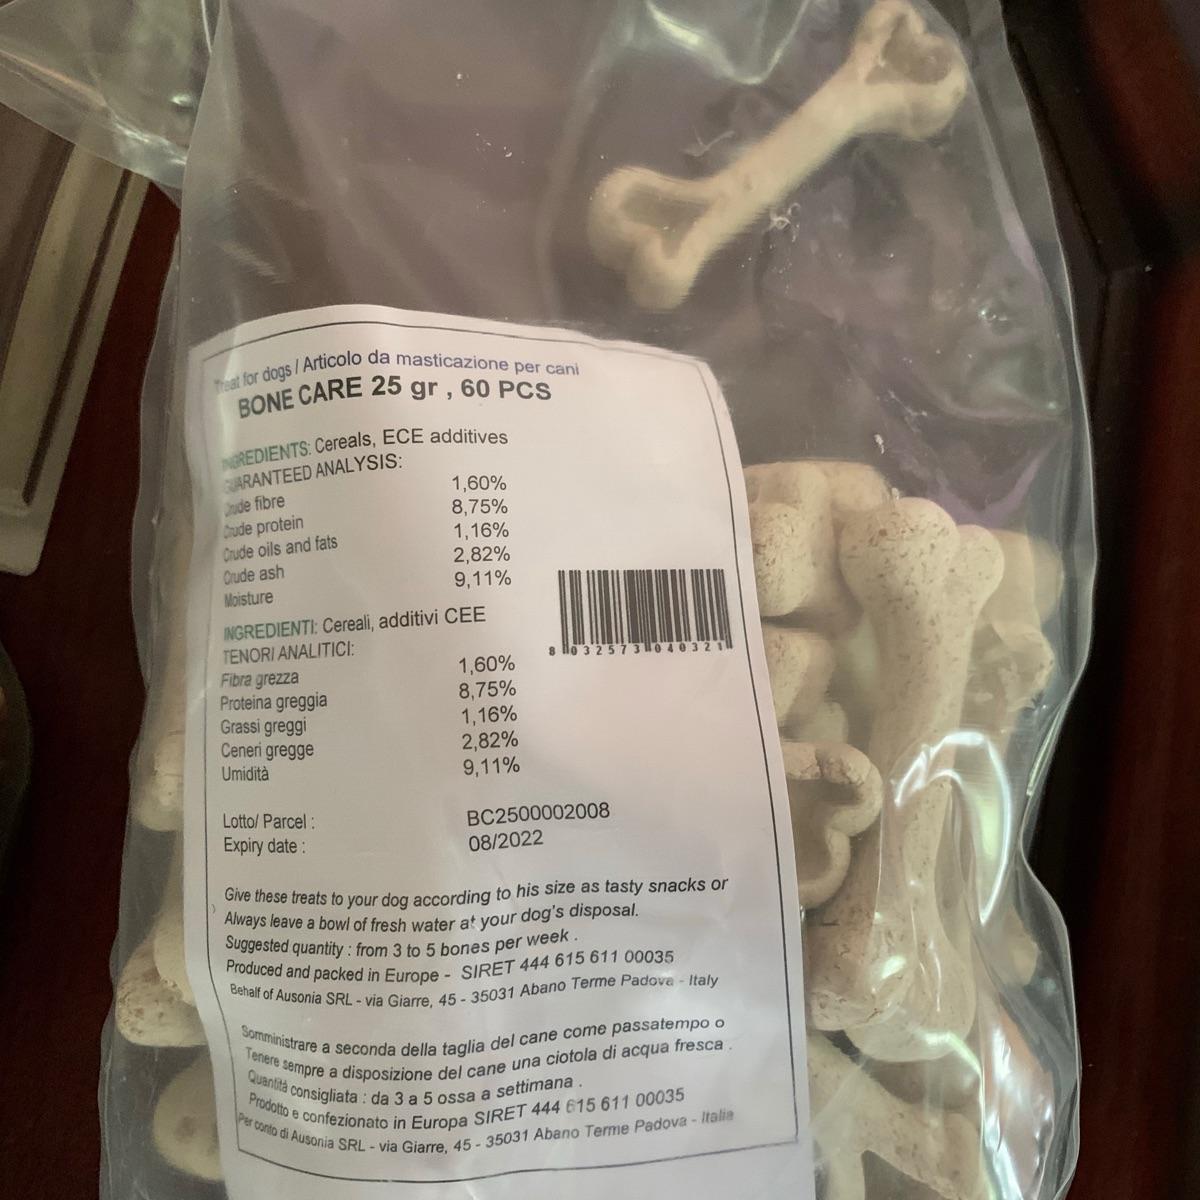 Treat for dogs / Articolo da masticazione per cani
BONE CARE 25 gr , 60 PCS
INGREDIENTS: Cereals, ECE additives
GUARANTEED ANALYSIS:
Crude fibre 1,60%
Crude protein 8,75%
Crude oils and fats 1,16%
Crude ash 2,82%
Moisture 9,11%
INGREDIENTI: Cereali, additivi CEE
TENORI ANALITICI:
Fibra grezza 1,60%
Proteina greggia 8,75%
Grassi greggi 1,16%
Ceneri gregge 2,82%
Umidità 9,11%
8 032573 040321
Lotto/ Parcel : BC2500002008
Expiry date : 08/2022
Give these treats to your dog according to his size as tasty snacks or
Always leave a bowl of fresh water at your dog's disposal.
Suggested quantity : from 3 to 5 bones per week .
Produced and packed in Europe - SIRET 444 615 611 00035
Behalf of Ausonia SRL - via Giarre, 45 - 35031 Abano Terme Padova - Italy
Somministrare a seconda della taglia del cane come passatempo o
Tenere sempre a disposizione del cane una ciotola di acqua fresca .
Quantità consigliata : da 3 a 5 ossa a settimana .
Prodotto e confezionato in Europa SIRET 444 615 611 00035
Per conto di Ausonia SRL - via Giarre, 45 - 35031 Abano Terme Padova - Italia